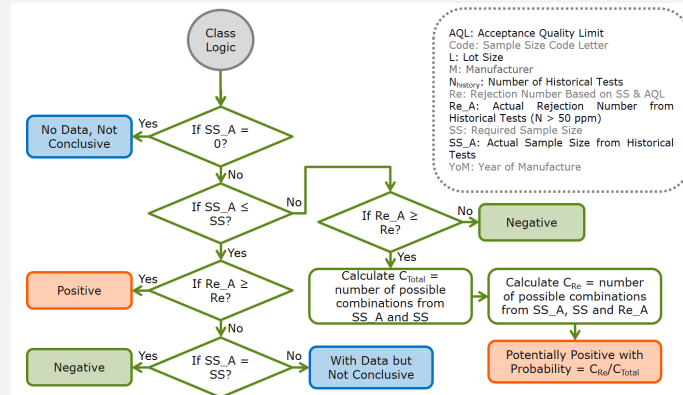 Class
Logic
AQL: Acceptance Quality Limit
Code: Sample Size Code Letter
L: Lot Size
M: Manufacturer
Nhistory: Number of Historical Tests
Re: Rejection Number Based on SS & AQL
Re_A: Actual Rejection Number from
Historical Tests (N > 50 ppm)
SS: Required Sample Size
SS_A: Actual Sample Size from Historical
Tests
YoM: Year of Manufacture
If SS_A =
0?
Yes
No Data, Not
Conclusive
No
If SS_A ≤
SS?
No
If Re_A ≥
Re?
No
Negative
Yes
Yes
If Re_A ≥
Re?
Yes
Positive
Calculate CTotal =
number of possible
combinations from
SS_A and SS
Calculate CRe = number
of possible combinations
from SS_A, SS and Re_A
No
If SS_A =
SS?
Yes
Negative
No
With Data but
Not Conclusive
Potentially Positive with
Probability = CRe/CTotal